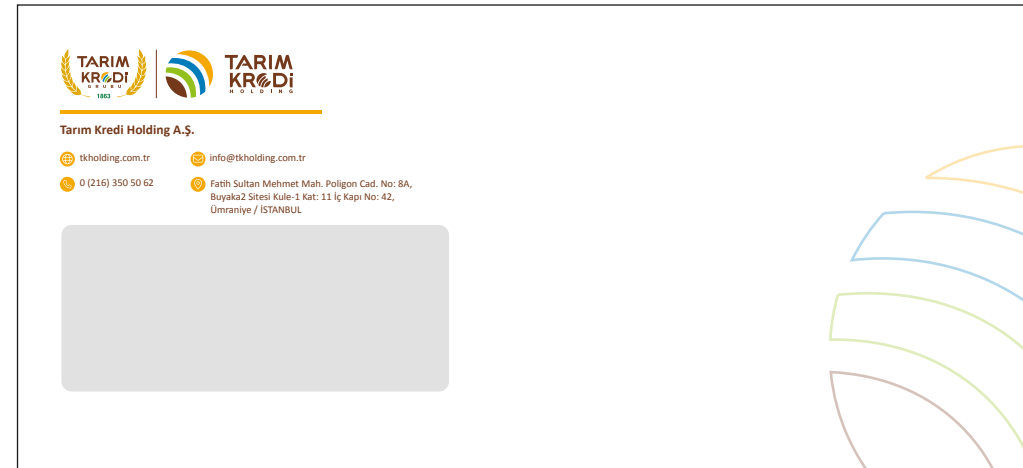 TARIM
KREDİ
GRUBU
1863
TARIM
KREDİ
HOLDING
Tarım Kredi Holding A.Ş.
tkholding.com.tr
info@tkholding.com.tr
0 (216) 350 50 62
Fatih Sultan Mehmet Mah. Poligon Cad. No: 8A,
Buyaka2 Sitesi Kule-1 Kat: 11 İç Kapı No: 42,
Ümraniye / İSTANBUL